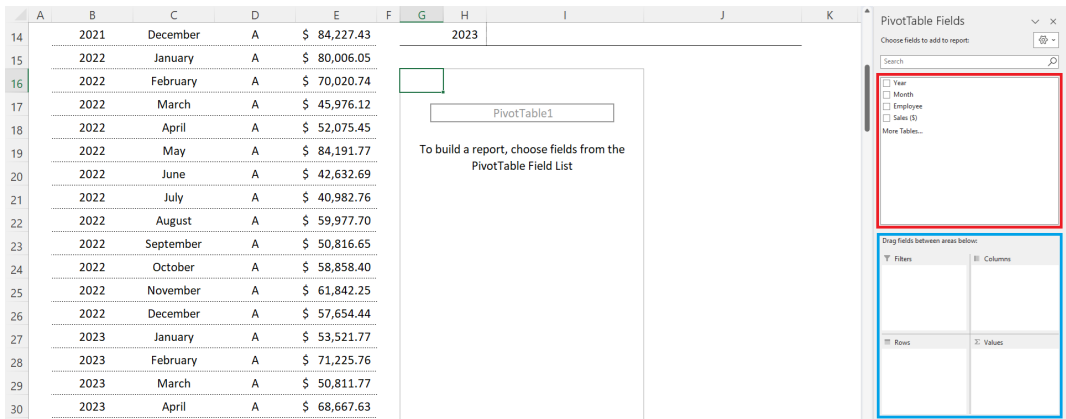 A B C D E F G H I J K
14 2021 December A $ 84,227.43 2023
15 2022 January A $ 80,006.05
16 2022 February A $ 70,020.74
17 2022 March A $ 45,976.12
18 2022 April A $ 52,075.45
19 2022 May A $ 84,191.77
20 2022 June A $ 42,632.69
21 2022 July A $ 40,982.76
22 2022 August A $ 59,977.70
23 2022 September A $ 50,816.65
24 2022 October A $ 58,858.40
25 2022 November A $ 61,842.25
26 2022 December A $ 57,654.44
27 2023 January A $ 53,521.77
28 2023 February A $ 71,225.76
29 2023 March A $ 50,811.77
30 2023 April A $ 68,667.63
PivotTable1
To build a report, choose fields from the
PivotTable Field List
PivotTable Fields
Choose fields to add to report:
Search
Year
Month
Employee
Sales ($)
More Tables...
Drag fields between areas below:
Filters Columns
Rows Σ Values